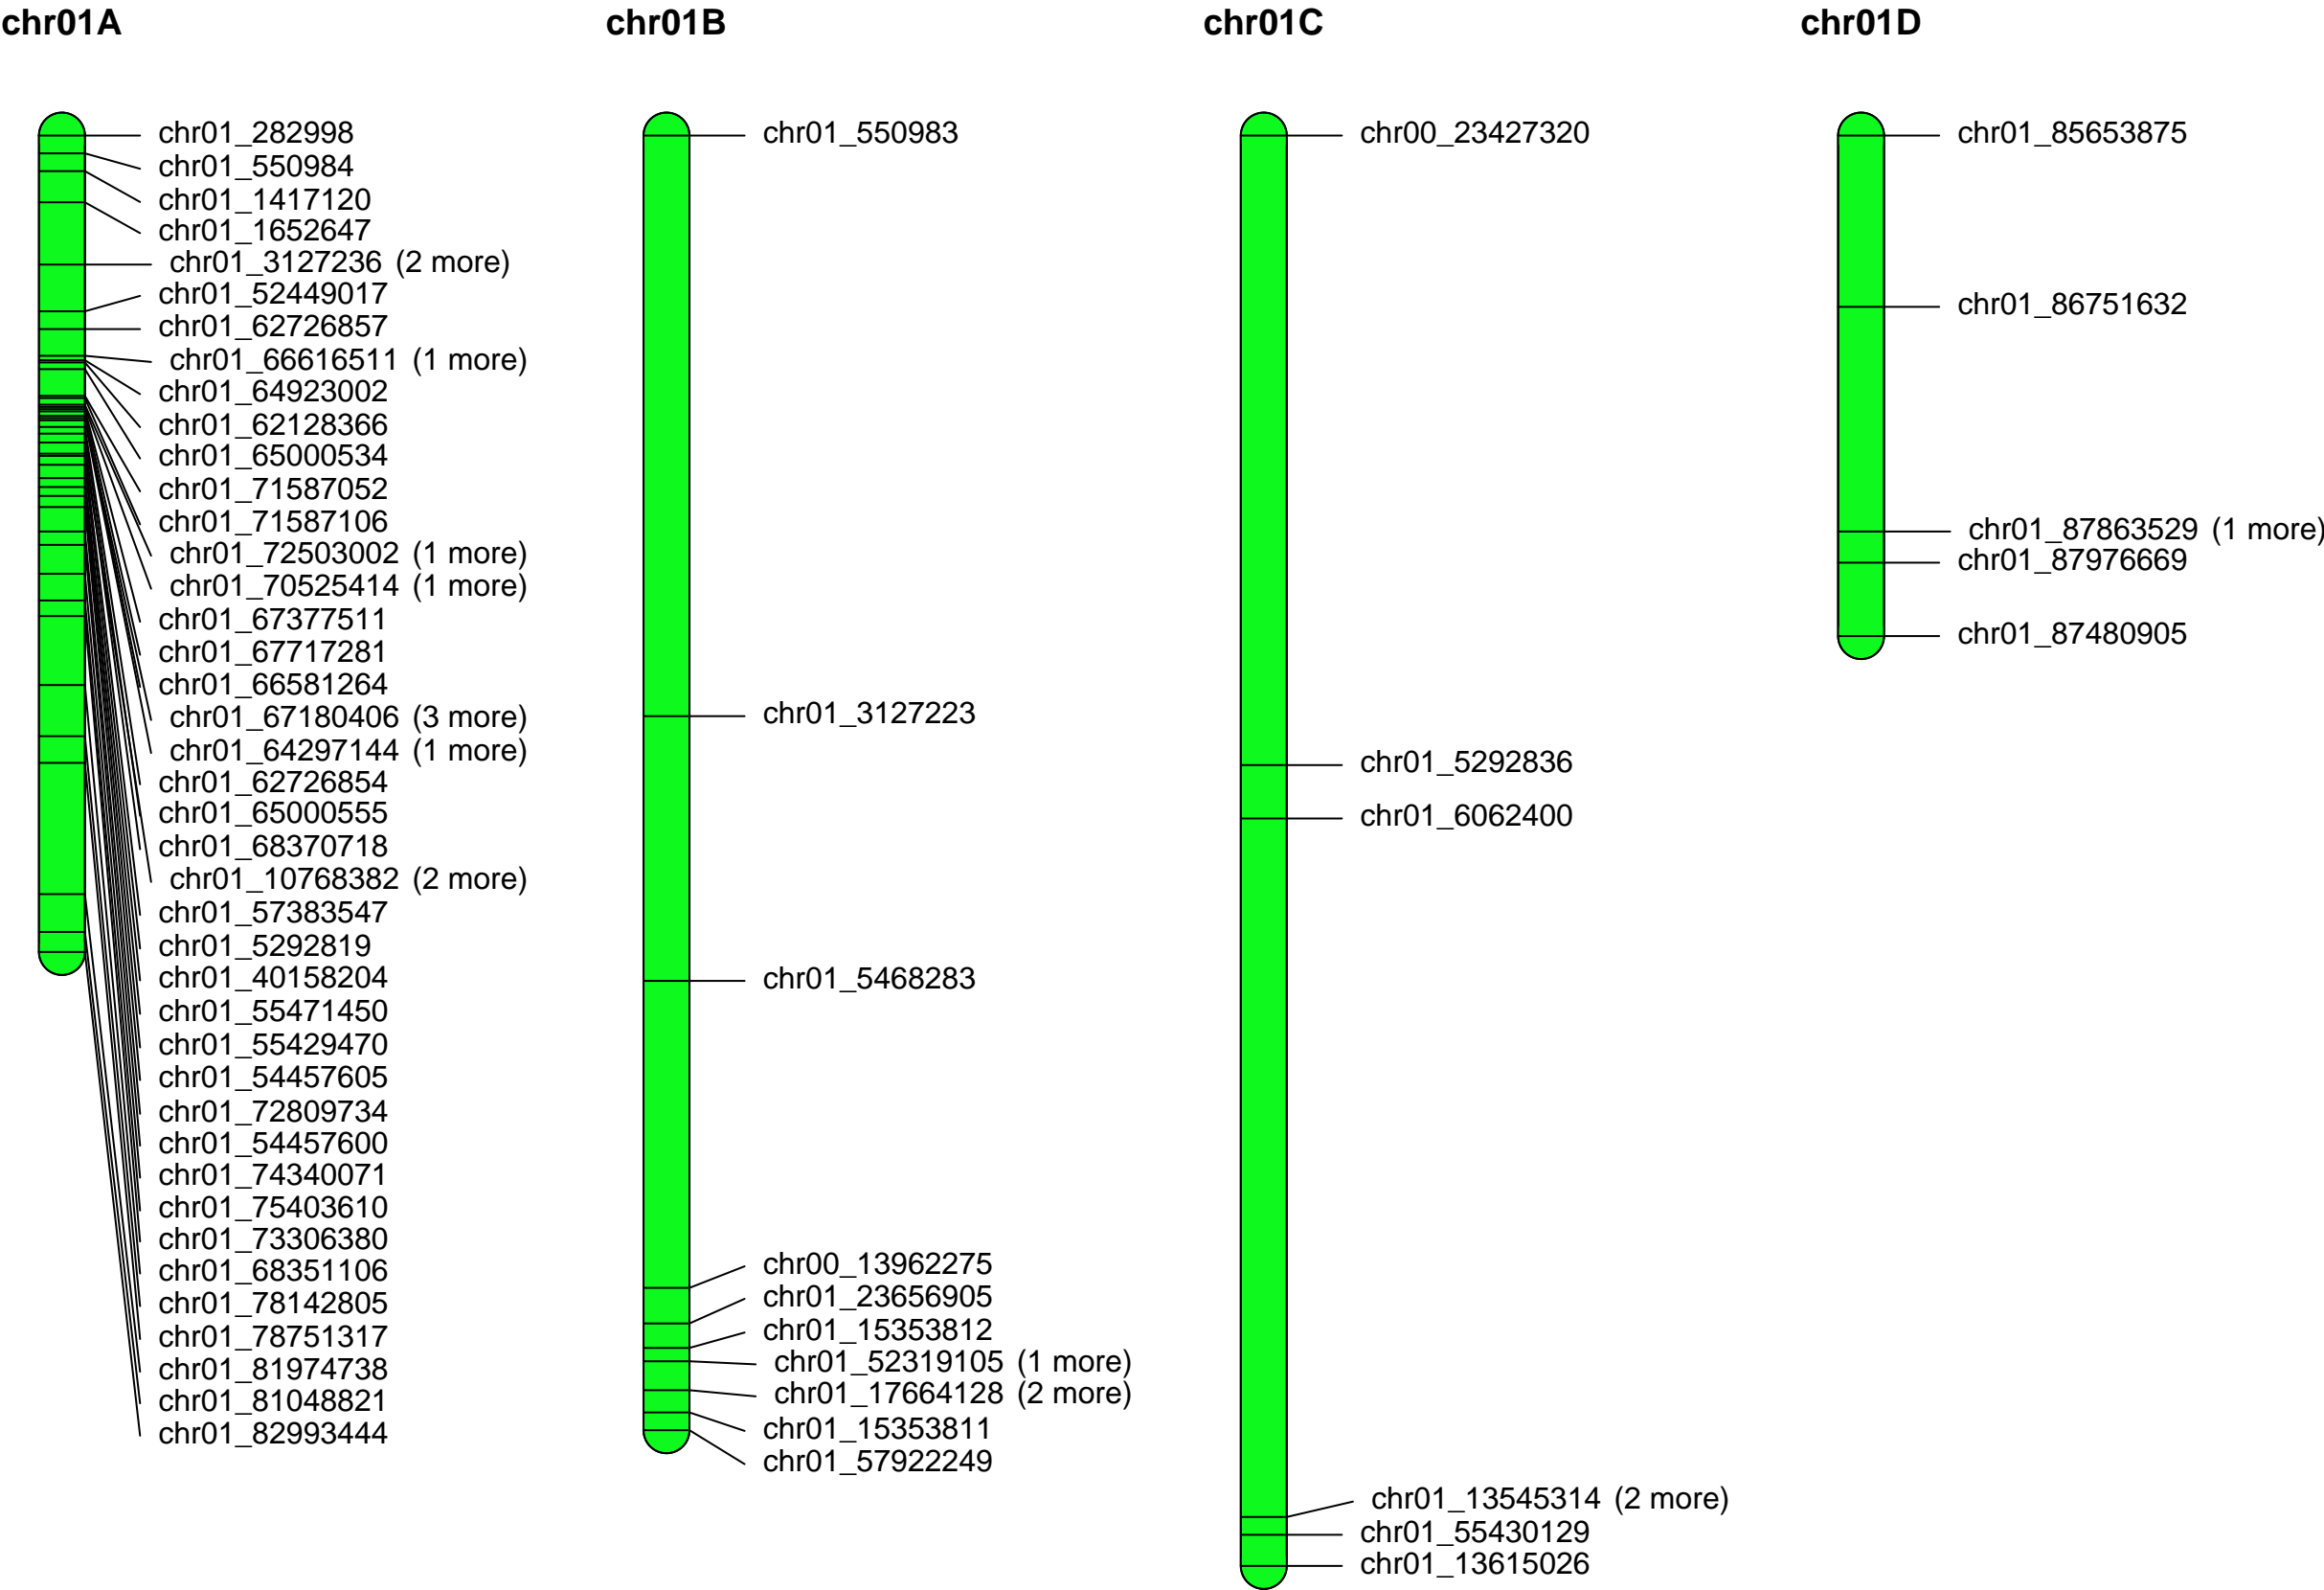 chr01A
chr01_282998
chr01_550984
chr01_1417120
chr01_1652647
chr01_3127236 (2 more)
chr01_52449017
chr01_62726857
chr01_66616511 (1 more)
chr01_64923002
chr01_62128366
chr01_65000534
chr01_71587052
chr01_71587106
chr01_72503002 (1 more)
chr01_70525414 (1 more)
chr01_67377511
chr01_67717281
chr01_66581264
chr01_67180406 (3 more)
chr01_64297144 (1 more)
chr01_62726854
chr01_65000555
chr01_68370718
chr01_10768382 (2 more)
chr01_57383547
chr01_5292819
chr01_40158204
chr01_55471450
chr01_55429470
chr01_54457605
chr01_72809734
chr01_54457600
chr01_74340071
chr01_75403610
chr01_73306380
chr01_68351106
chr01_78142805
chr01_78751317
chr01_81974738
chr01_81048821
chr01_82993444
chr01B
chr01_550983
chr01_3127223
chr01_5468283
chr00_13962275
chr01_23656905
chr01_15353812
chr01_52319105 (1 more)
chr01_17664128 (2 more)
chr01_15353811
chr01_57922249
chr01C
chr00_23427320
chr01_5292836
chr01_6062400
chr01_13545314 (2 more)
chr01_55430129
chr01_13615026
chr01D
chr01_85653875
chr01_86751632
chr01_87863529 (1 more)
chr01_87976669
chr01_87480905